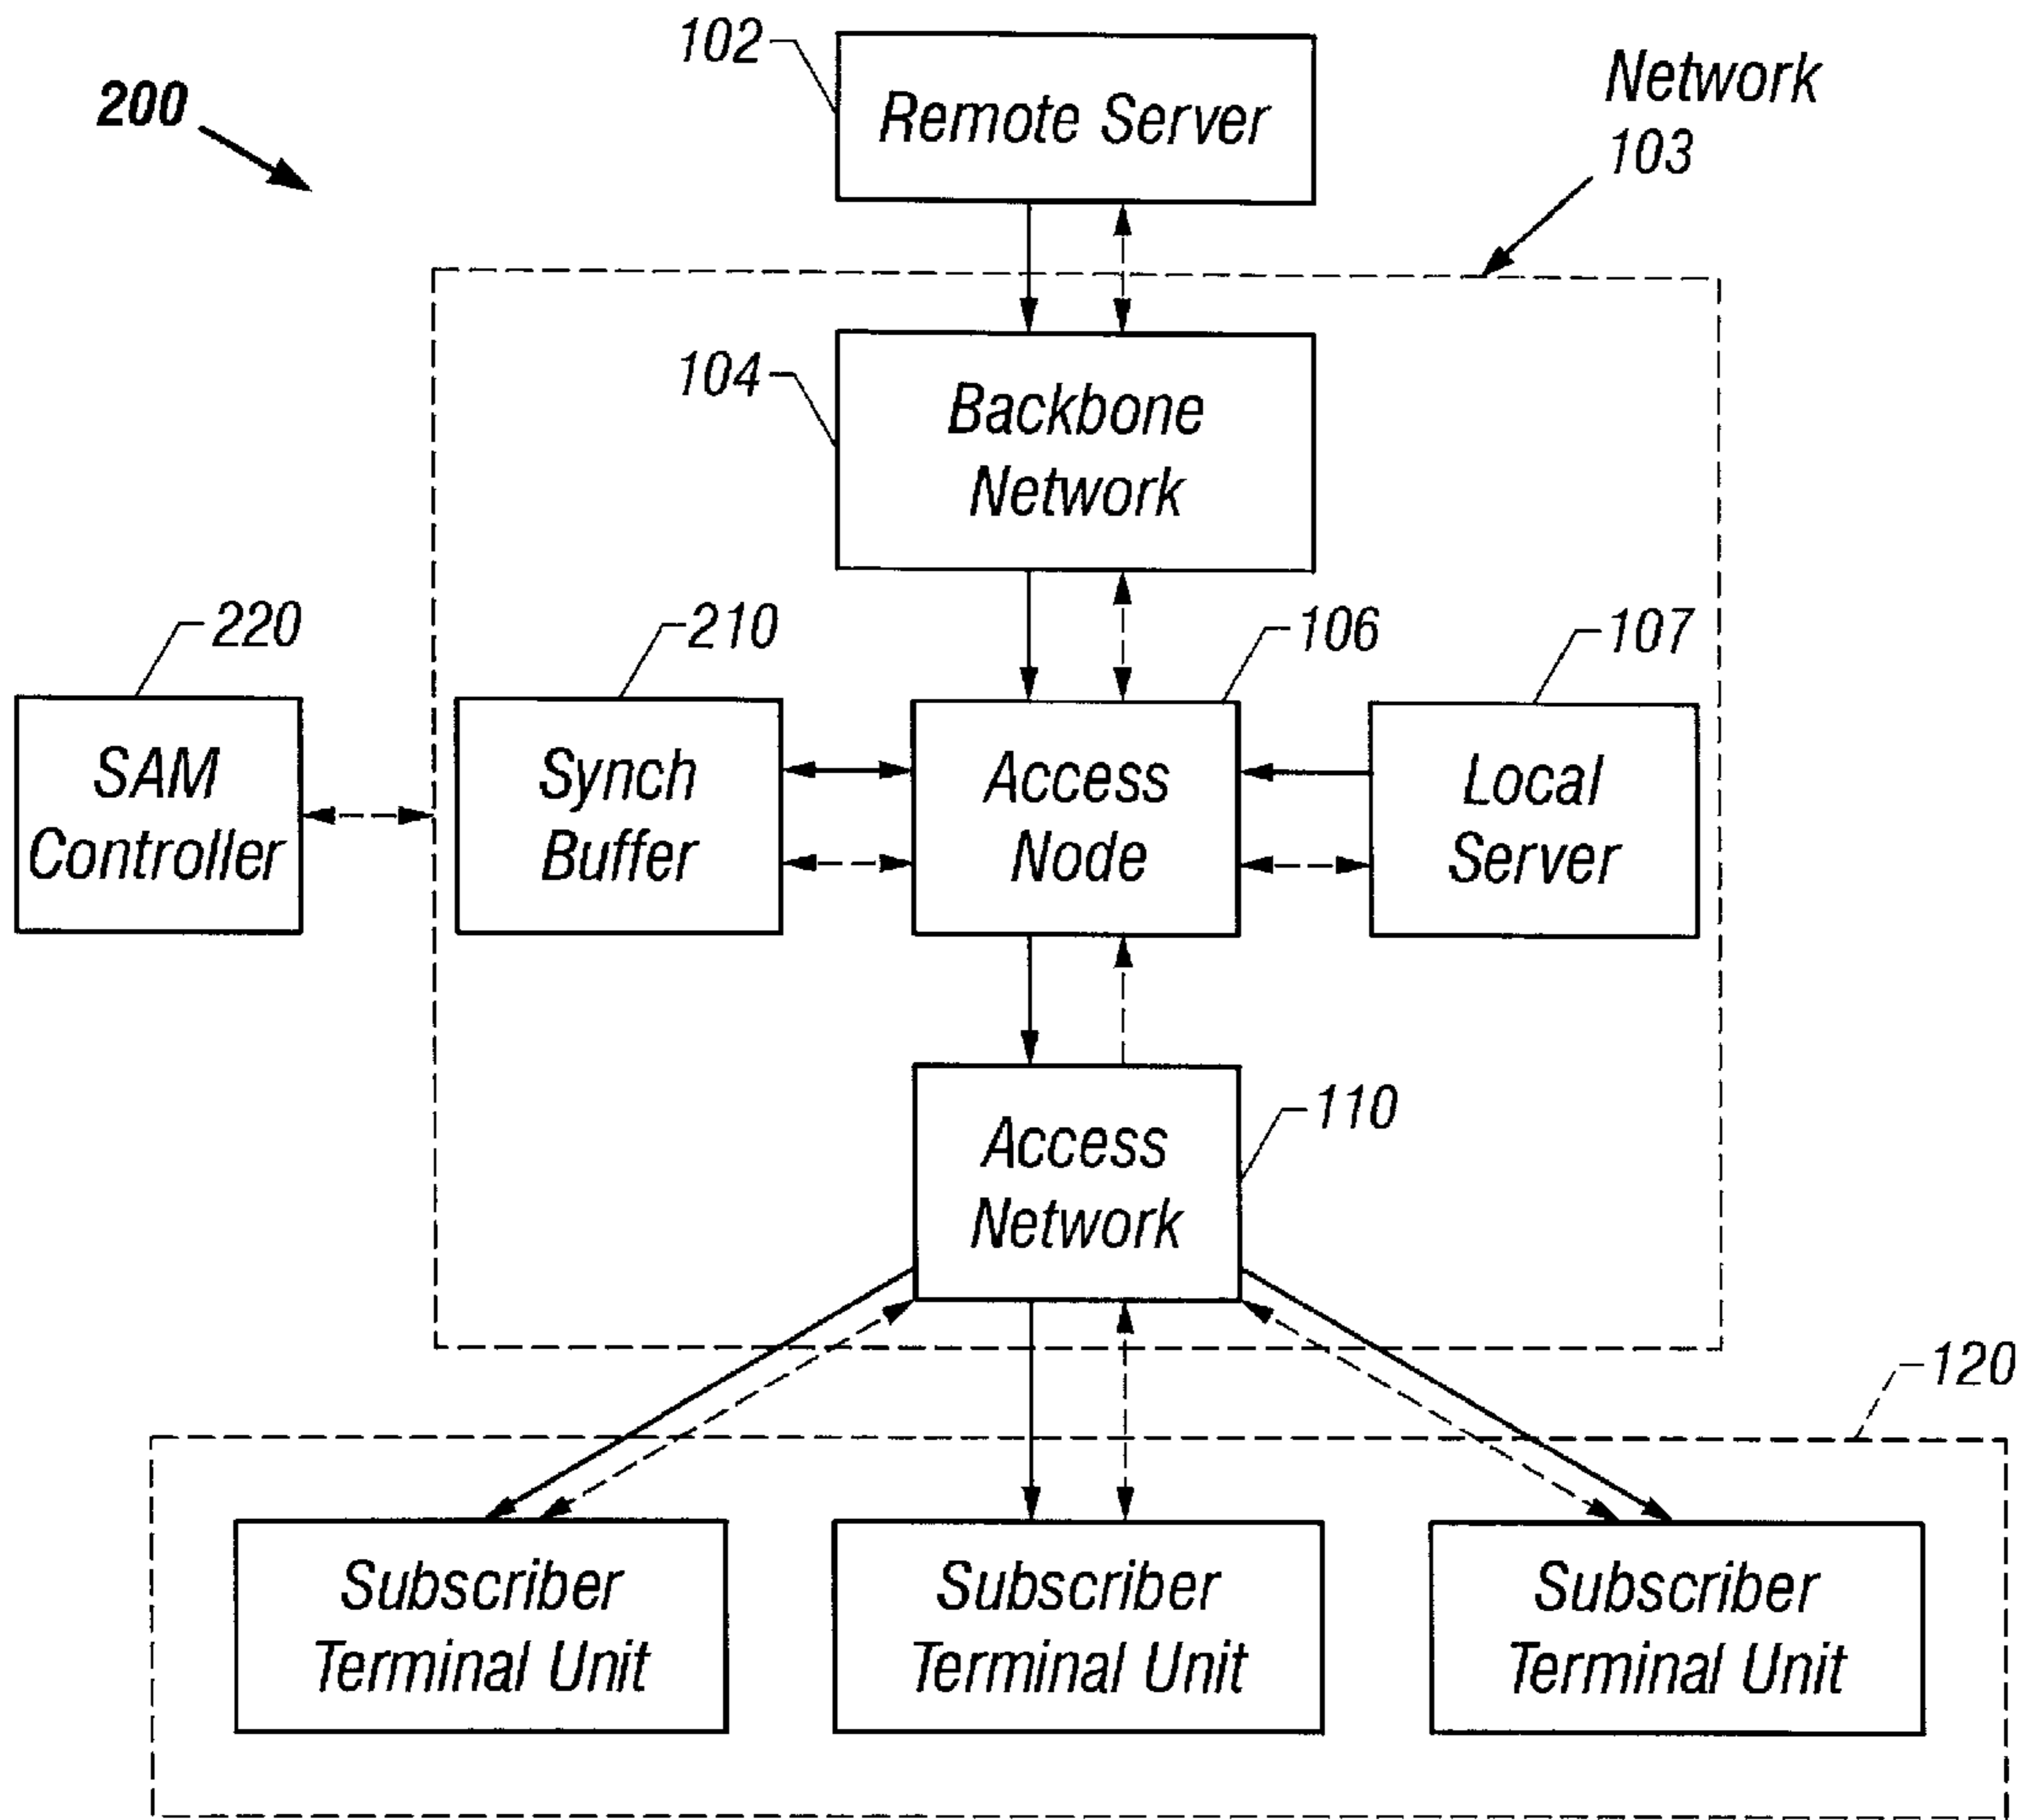 200
102
Remote Server
Network
103
104
Backbone
Network
220
210
106
107
SAM
Controller
Synch
Buffer
Access
Node
Local
Server
110
Access
Network
120
Subscriber
Terminal Unit
Subscriber
Terminal Unit
Subscriber
Terminal Unit